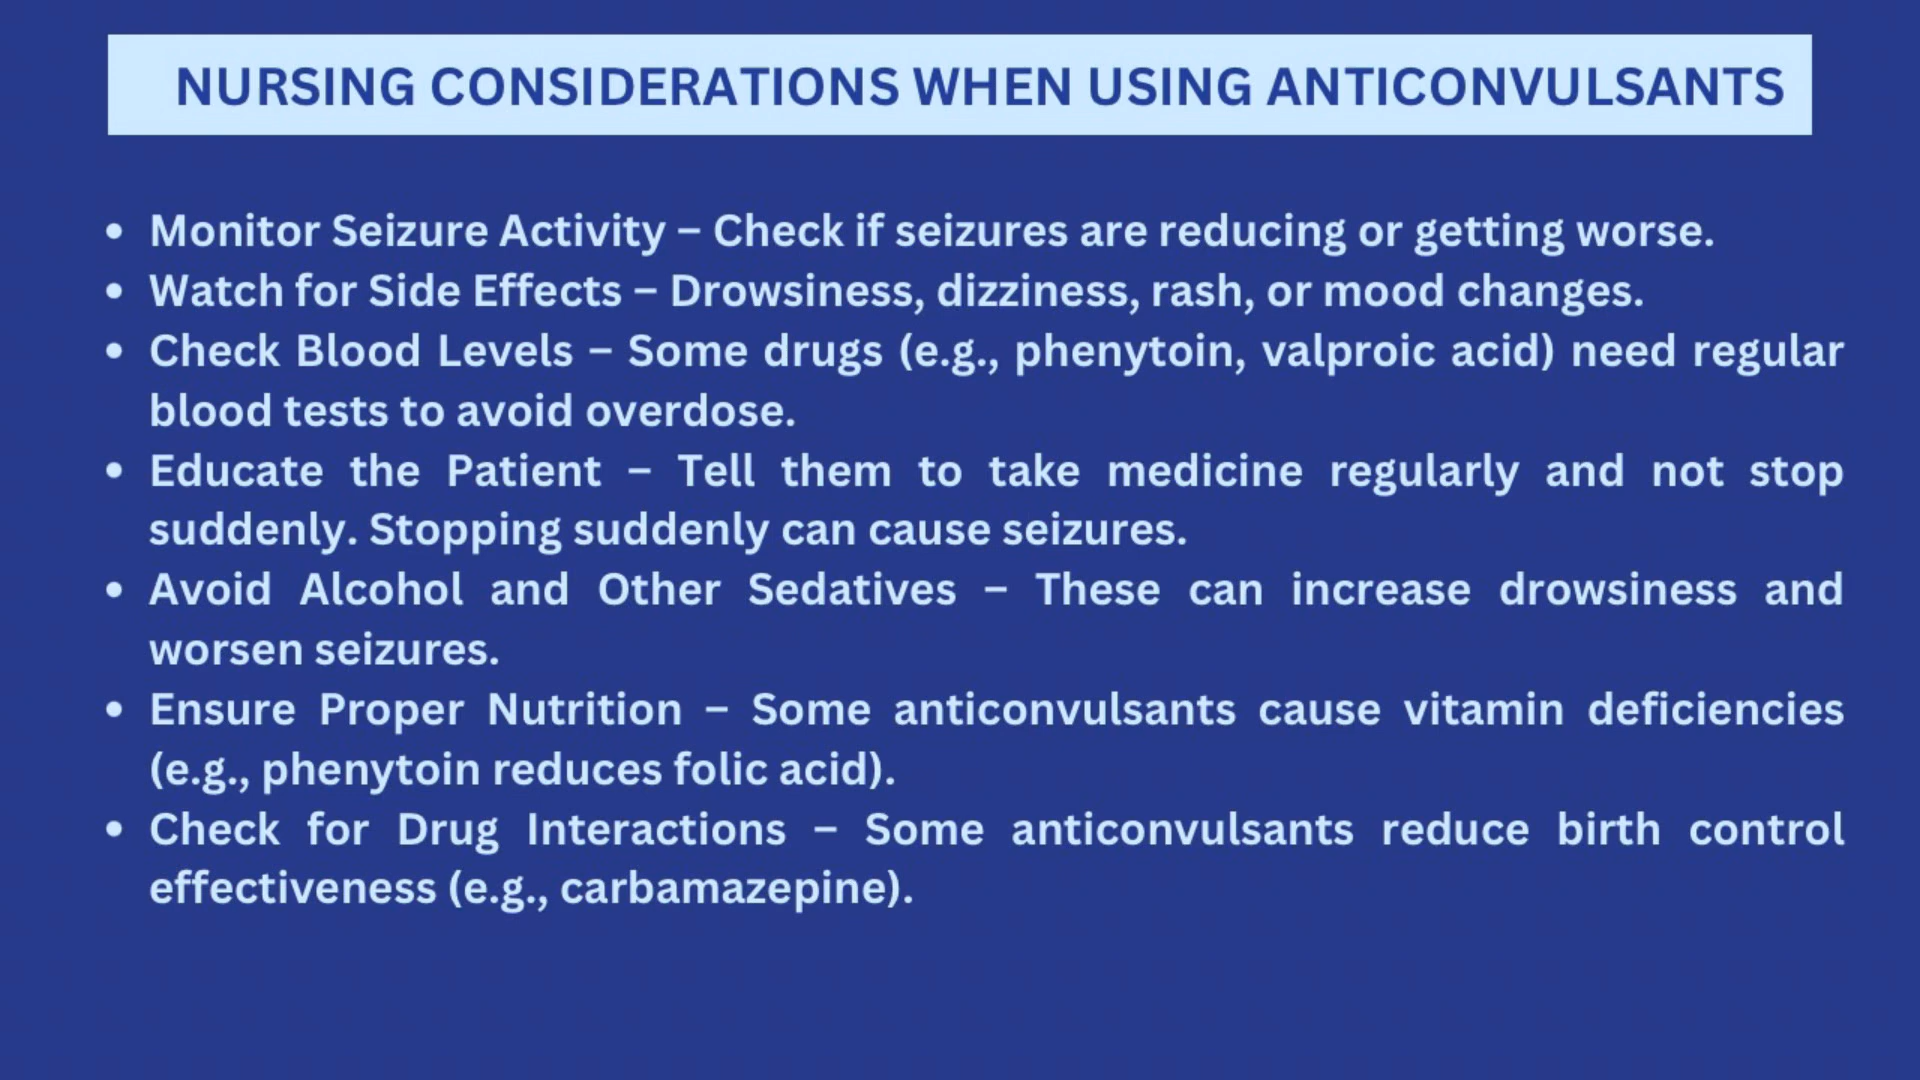 NURSING CONSIDERATIONS WHEN USING ANTICONVULSANTS
• Monitor Seizure Activity – Check if seizures are reducing or getting worse.
• Watch for Side Effects – Drowsiness, dizziness, rash, or mood changes.
• Check Blood Levels – Some drugs (e.g., phenytoin, valproic acid) need regular
blood tests to avoid overdose.
• Educate the Patient – Tell them to take medicine regularly and not stop
suddenly. Stopping suddenly can cause seizures.
• Avoid Alcohol and Other Sedatives – These can increase drowsiness and
worsen seizures.
• Ensure Proper Nutrition – Some anticonvulsants cause vitamin deficiencies
(e.g., phenytoin reduces folic acid).
• Check for Drug Interactions – Some anticonvulsants reduce birth control
effectiveness (e.g., carbamazepine).